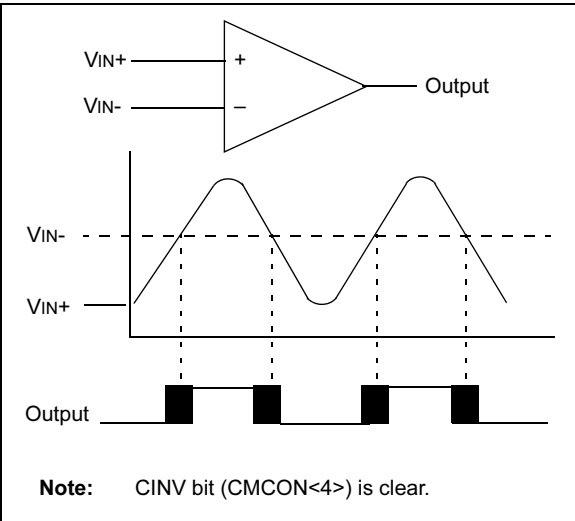 VIN+
+
Output
VIN-
–
VIN-
VIN+
Output
Note: CINV bit (CMCON<4>) is clear.